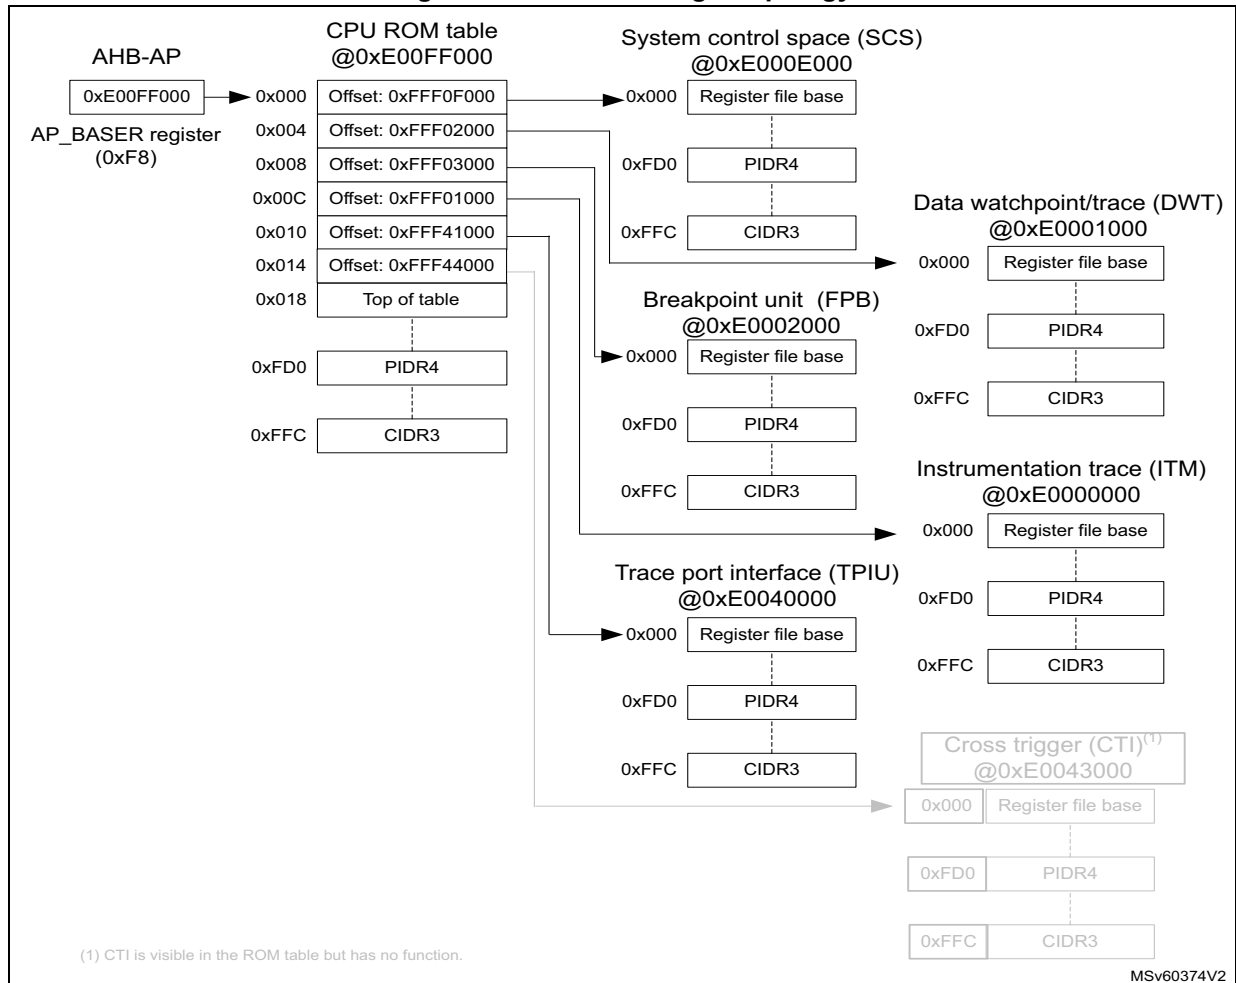 CPU ROM table
@0xE00FF000
AHB-AP
0xE00FF000
AP_BASER register
(0xF8)
0x000 Offset: 0xFFF0F000
0x004 Offset: 0xFFF02000
0x008 Offset: 0xFFF03000
0x00C Offset: 0xFFF01000
0x010 Offset: 0xFFF41000
0x014 Offset: 0xFFF44000
0x018 Top of table
0xFD0 PIDR4
0xFFC CIDR3
System control space (SCS)
@0xE000E000
0x000 Register file base
0xFD0 PIDR4
0xFFC CIDR3
Data watchpoint/trace (DWT)
@0xE0001000
0x000 Register file base
0xFD0 PIDR4
0xFFC CIDR3
Breakpoint unit (FPB)
@0xE0002000
0x000 Register file base
0xFD0 PIDR4
0xFFC CIDR3
Instrumentation trace (ITM)
@0xE0000000
0x000 Register file base
0xFD0 PIDR4
0xFFC CIDR3
Trace port interface (TPIU)
@0xE0040000
0x000 Register file base
0xFD0 PIDR4
0xFFC CIDR3
Cross trigger (CTI)(1)
@0xE0043000
0x000 Register file base
0xFD0 PIDR4
0xFFC CIDR3
(1) CTI is visible in the ROM table but has no function.
MSv60374V2